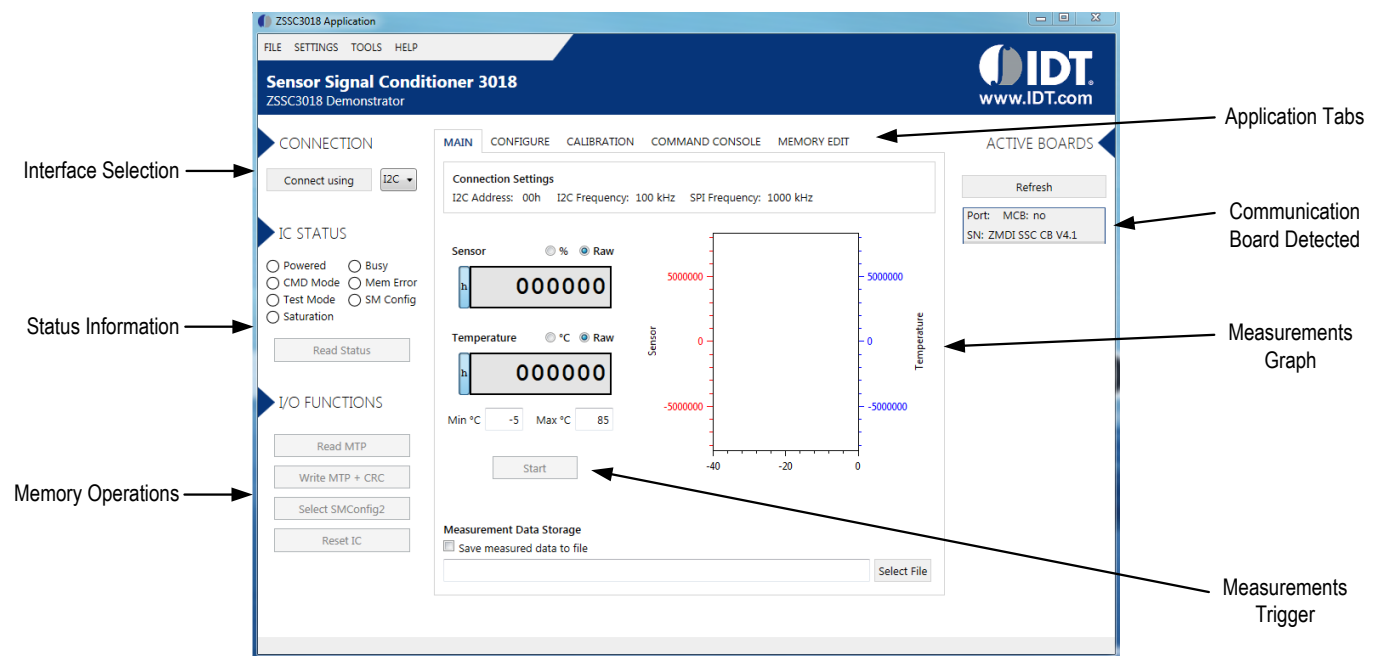 ZSSC3018 Application
FILE SETTINGS TOOLS HELP
Sensor Signal Conditioner 3018
ZSSC3018 Demonstrator
IDT.
www.IDT.com
Application Tabs
CONNECTION
MAIN CONFIGURE CALIBRATION COMMAND CONSOLE MEMORY EDIT
ACTIVE BOARDS
Interface Selection
Connect using I2C
Connection Settings
I2C Address: 00h I2C Frequency: 100 kHz SPI Frequency: 1000 kHz
Refresh
Port: MCB: no
SN: ZMDI SSC CB V4.1
Communication
Board Detected
IC STATUS
Powered Busy
CMD Mode Mem Error
Test Mode SM Config
Saturation
Status Information
Read Status
Sensor % Raw
h 000000
Temperature °C Raw
h 000000
Min °C -5 Max °C 85
Start
5000000
0
-5000000
Sensor
5000000
0
-5000000
Temperature
-40 -20 0
Measurements
Graph
I/O FUNCTIONS
Read MTP
Write MTP + CRC
Select SMConfig2
Reset IC
Memory Operations
Measurement Data Storage
Save measured data to file
Select File
Measurements
Trigger